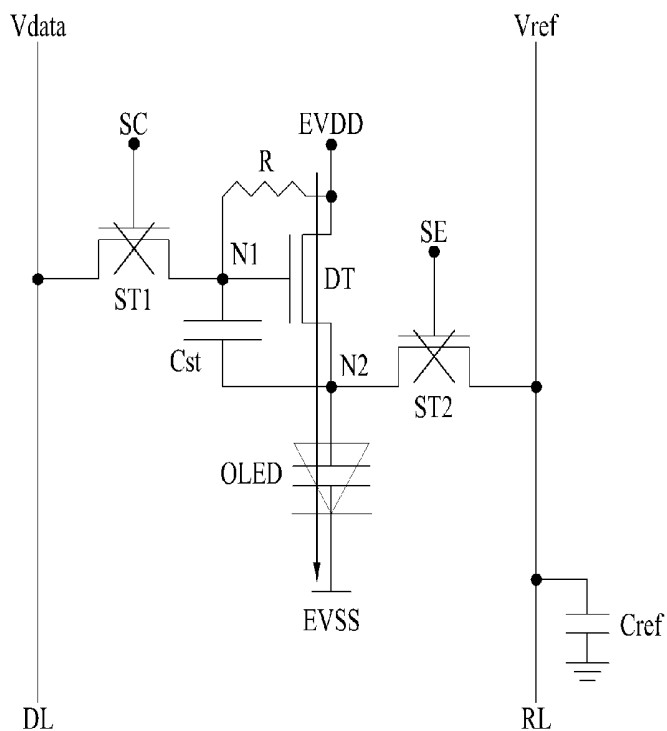 Vdata
Vref
SC
EVDD
R
SE
N1
DT
ST1
Cst
N2
ST2
OLED
EVSS
Cref
DL
RL